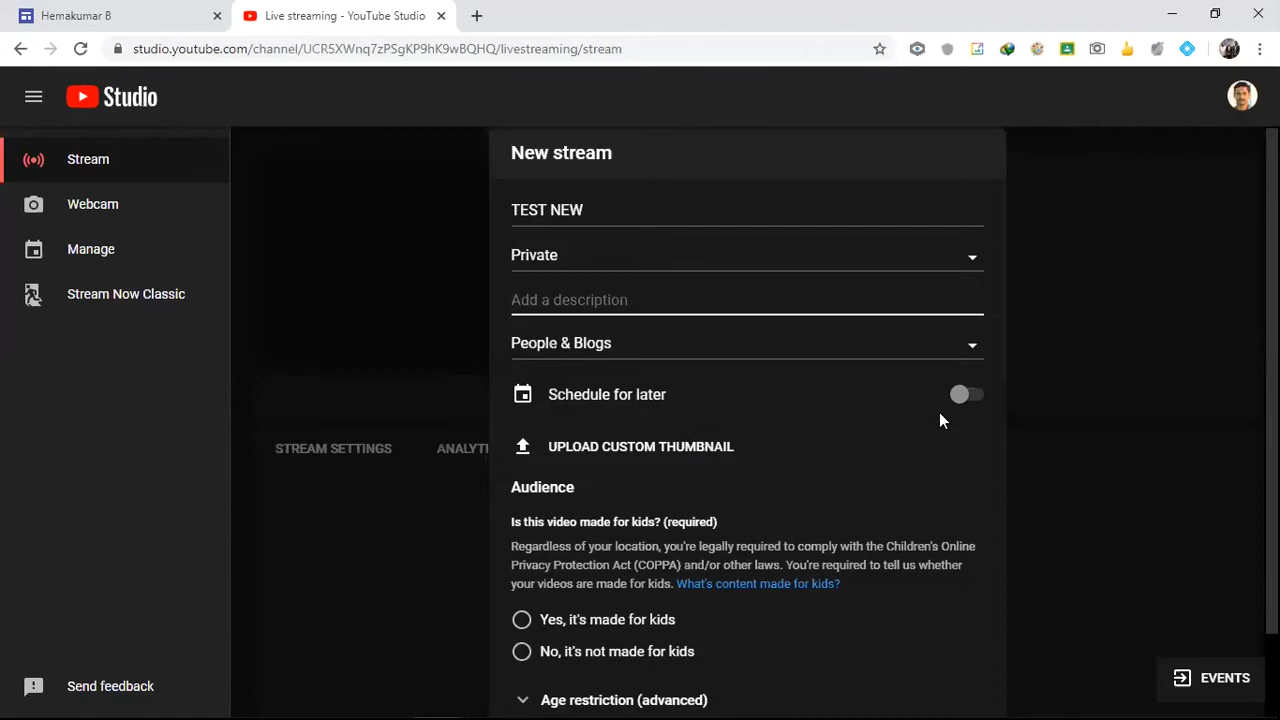 Hemakumar B
Live streaming - YouTube Studio
studio.youtube.com/channel/UCR5XWnq7zPSgKP9hK9wBQHQ/livestreaming/stream
Studio
Stream
Webcam
Manage
Stream Now Classic
STREAM SETTINGS
ANALYTI
New stream
TEST NEW
Private
Add a description
People & Blogs
Schedule for later
UPLOAD CUSTOM THUMBNAIL
Audience
Is this video made for kids? (required)
Regardless of your location, you're legally required to comply with the Children's Online
Privacy Protection Act (COPPA) and/or other laws. You're required to tell us whether
your videos are made for kids. What's content made for kids?
Yes, it's made for kids
No, it's not made for kids
Age restriction (advanced)
EVENTS
Send feedback